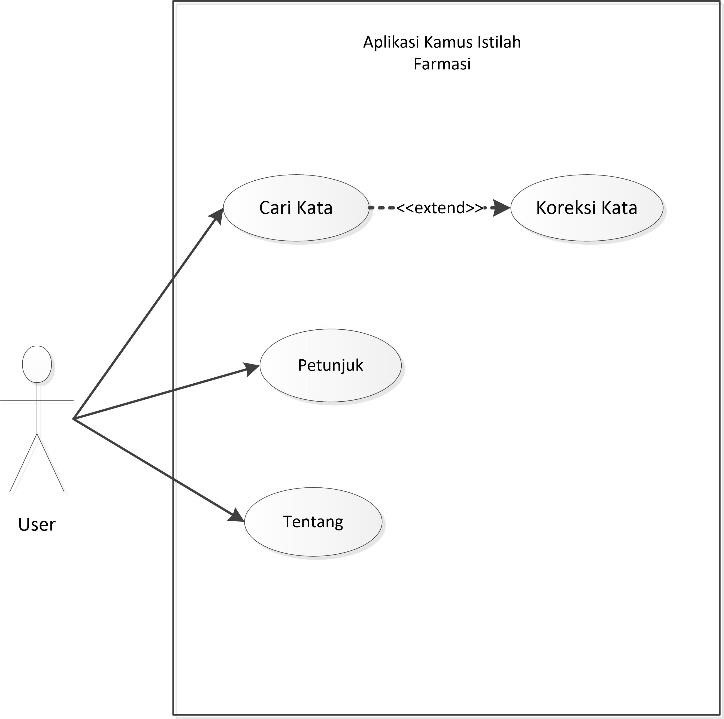 Aplikasi Kamus Istilah
Farmasi
Cari Kata
<<extend>>
Koreksi Kata
Petunjuk
Tentang
User